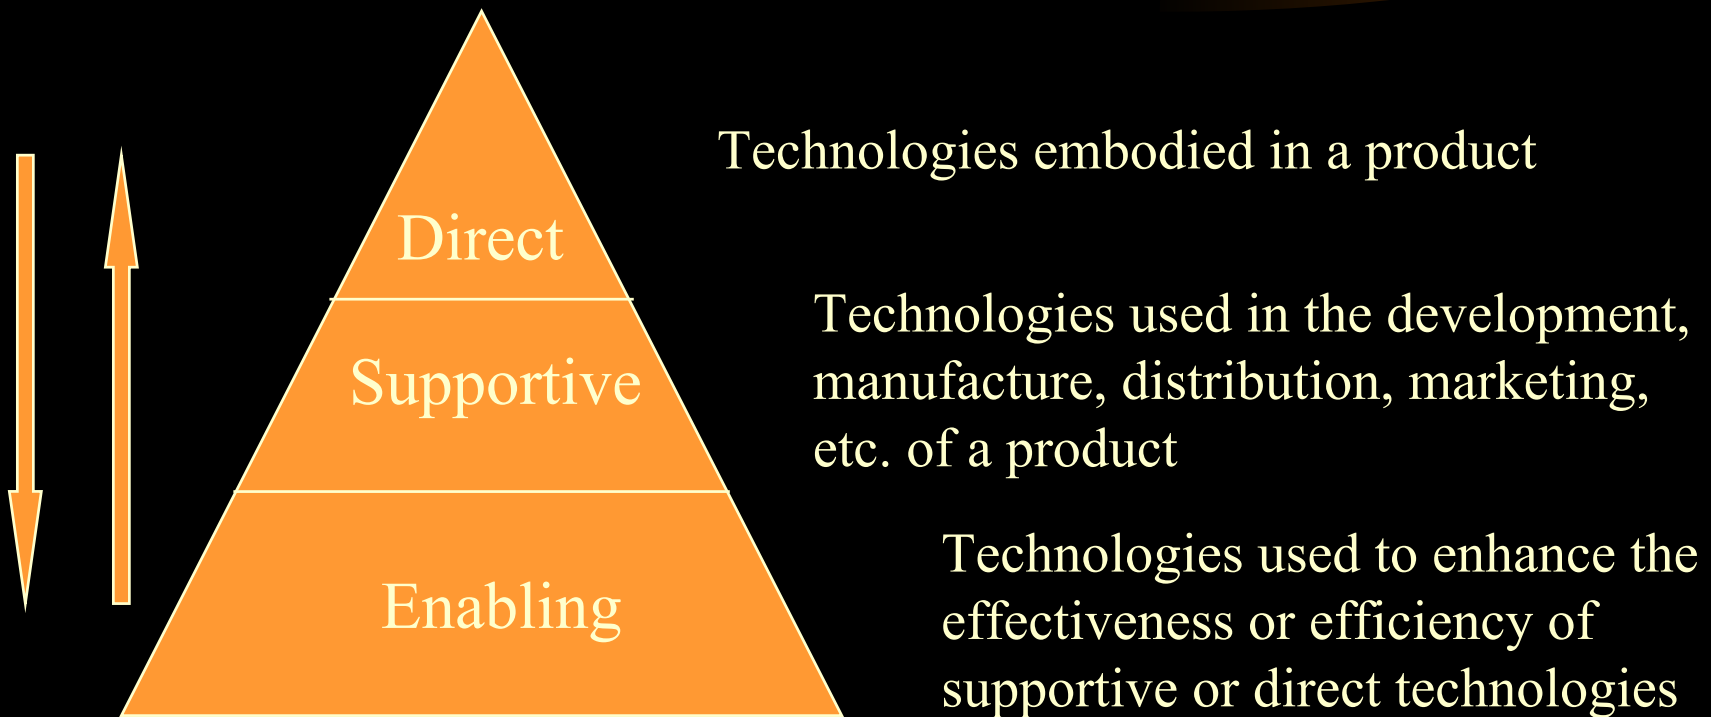 Technologies embodied in a product
Direct
Technologies used in the development,
manufacture, distribution, marketing,
etc. of a product
Supportive
Technologies used to enhance the
effectiveness or efficiency of
supportive or direct technologies
Enabling